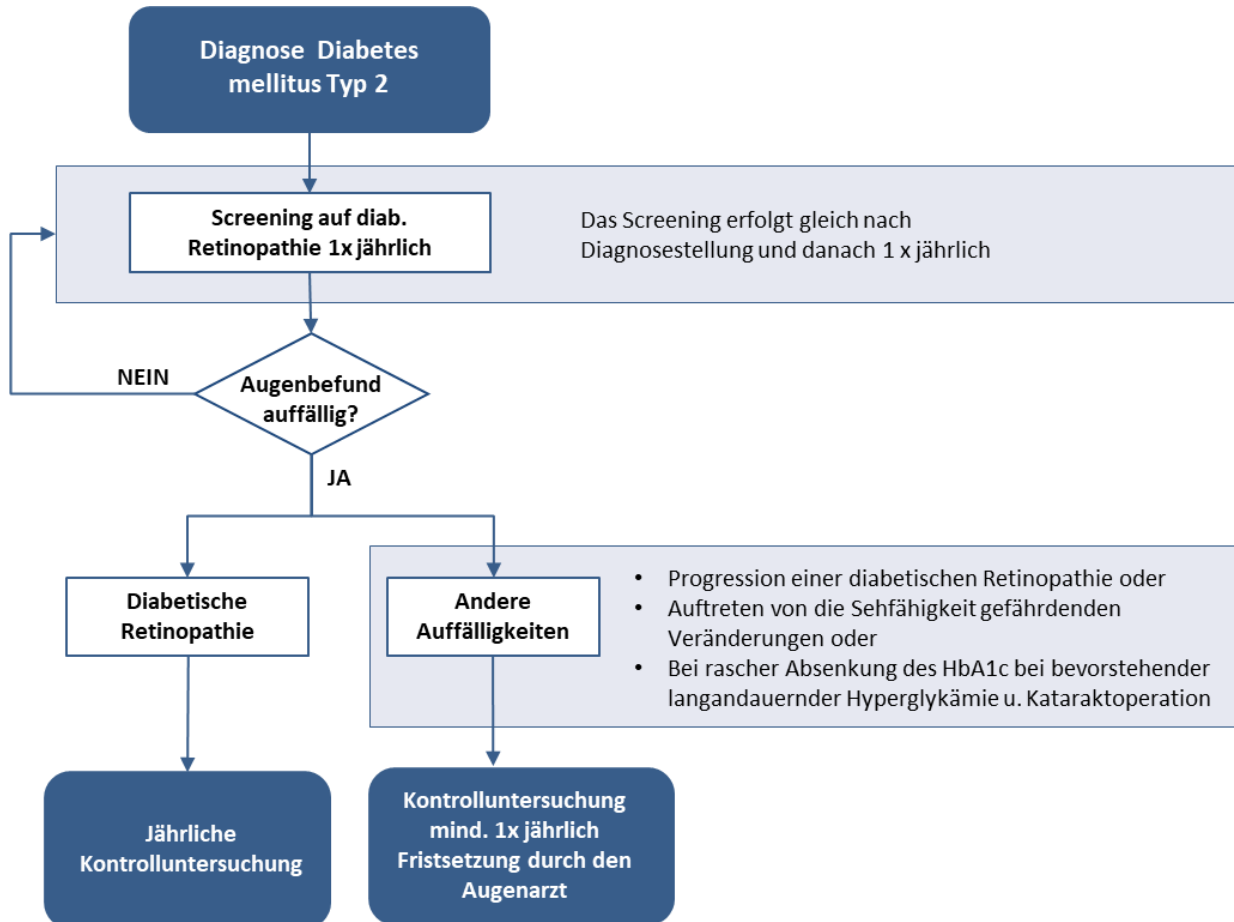 Diagnose Diabetes
mellitus Typ 2
Screening auf diab.
Retinopathie 1x jährlich
Das Screening erfolgt gleich nach
Diagnosestellung und danach 1 x jährlich
NEIN
Augenbefund
auffällig?
JA
Diabetische
Retinopathie
Andere
Auffälligkeiten
• Progression einer diabetischen Retinopathie oder
• Auftreten von die Sehfähigkeit gefährdenden
Veränderungen oder
• Bei rascher Absenkung des HbA1c bei bevorstehender
langandauernder Hyperglykämie u. Kataraktoperation
Jährliche
Kontrolluntersuchung
Kontrolluntersuchung
mind. 1x jährlich
Fristsetzung durch den
Augenarzt